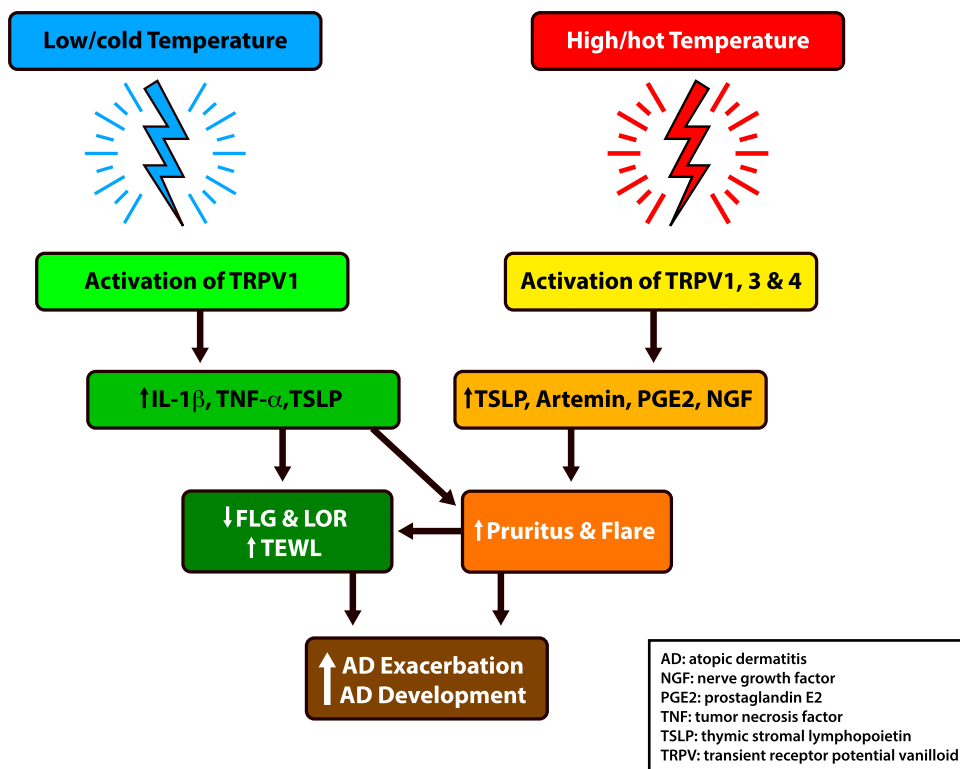 Low/cold Temperature
High/hot Temperature
Activation of TRPV1
Activation of TRPV1, 3 & 4
↑IL-1β, TNF-α,TSLP
↑TSLP, Artemin, PGE2, NGF
↓FLG & LOR
↑TEWL
↑Pruritus & Flare
↑AD Exacerbation
AD Development
AD: atopic dermatitis
NGF: nerve growth factor
PGE2: prostaglandin E2
TNF: tumor necrosis factor
TSLP: thymic stromal lymphopoietin
TRPV: transient receptor potential vanilloid